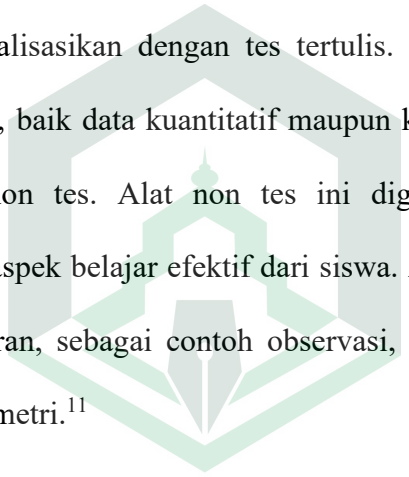 alisasikan dengan tes tertulis.
, baik data kuantitatif maupun k
on tes. Alat non tes ini dig
aspek belajar efektif dari siswa.
ran, sebagai contoh observasi,
metri.¹¹